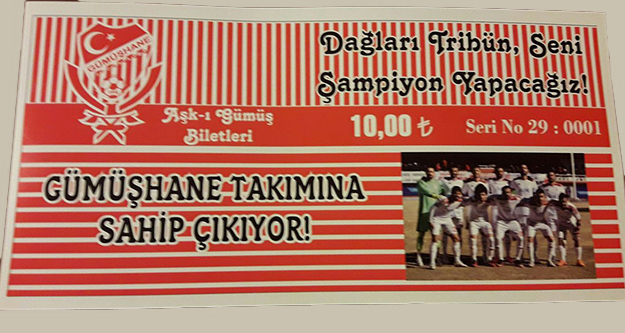 GÜMÜŞHANE
Dağları Tribün, Seni
Şampiyon Yapacağız!
Aşk-ı Gümüş
Biletleri
10,00 ₺
Seri No 29 : 0001
GÜMÜŞHANE TAKIMINA
SAHİP ÇIKIYOR!